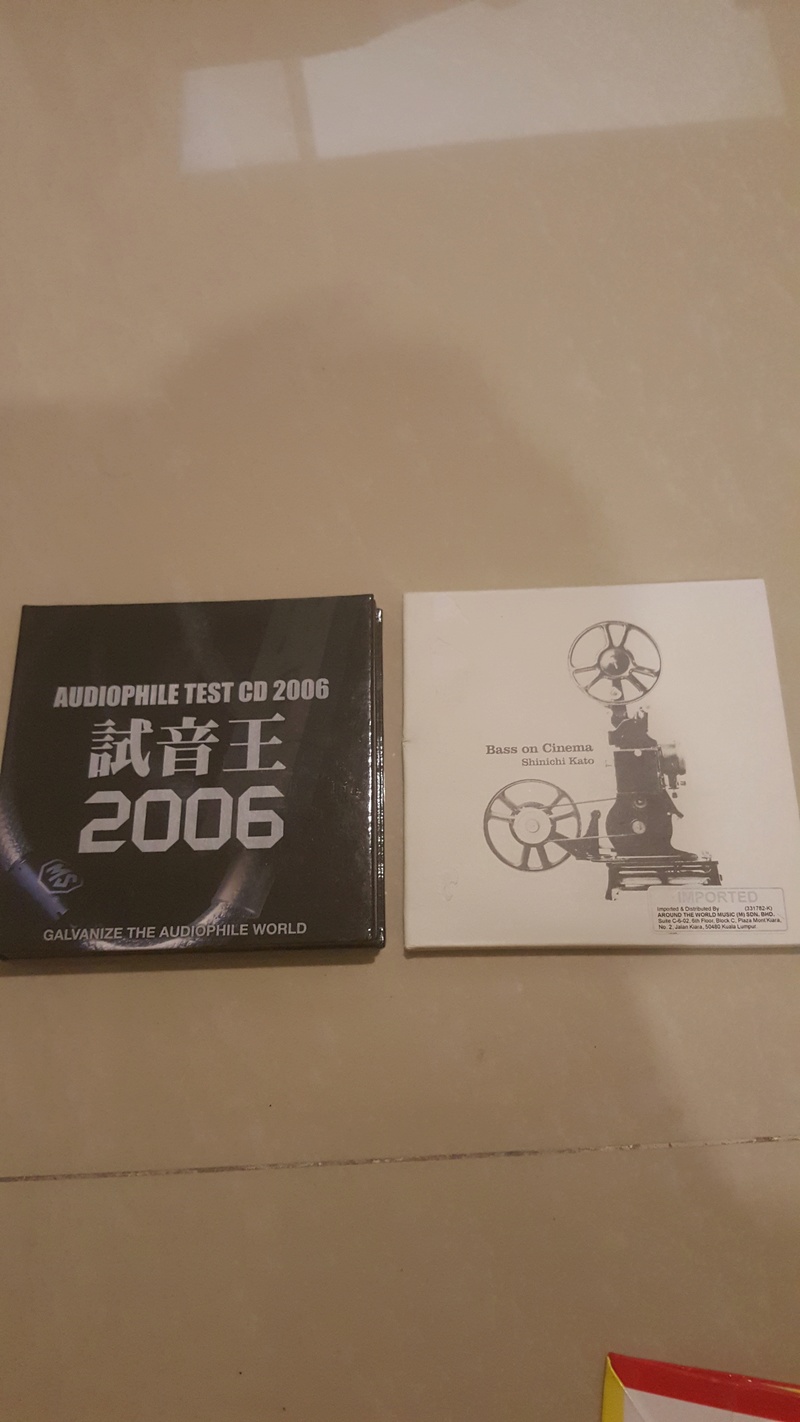 AUDIOPHILE TEST CD 2006
試音王
2006
GALVANIZE THE AUDIOPHILE WORLD
Bass on Cinema
Shinichi Kato
IMPORTED
Imported & Distributed By (331782-K)
AROUND THE WORLD MUSIC (M) SDN. BHD.
Suite C-6-02, 6th Floor, Block C, Plaza Mont Kiara,
No. 2, Jalan Kiara, 50480 Kuala Lumpur.